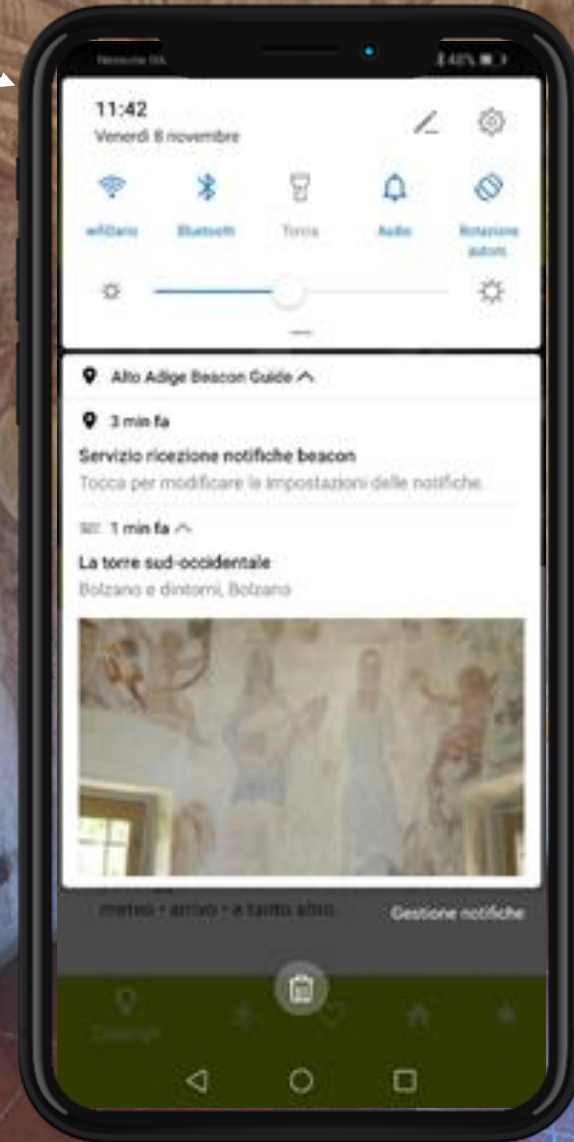 11:42
Venerdì 8 novembre
wifiDario Bluetooth Torcia Audio Rotazione
autom.
Alto Adige Beacon Guide
3 min fa
Servizio ricezione notifiche beacon
Tocca per modificare le impostazioni delle notifiche.
1 min fa
La torre sud-occidentale
Bolzano e dintorni, Bolzano
meteo • arrivo • e tanto altro.
Gestione notifiche